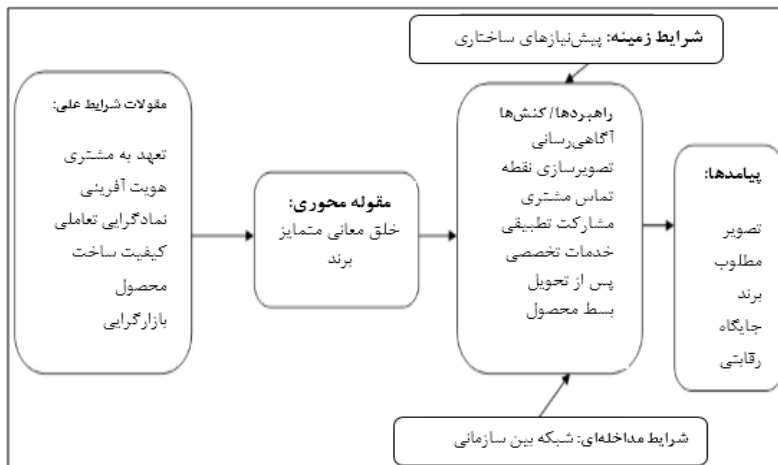 شرایط زمینه: پیش‌نیازهای ساختاری
مقولات شرایط علی:
تعهد به مشتری
هویت آفرینی
نمادگرایی تعاملی
کیفیت ساخت
محصول
بازارگرایی
مقوله محوری:
خلق معانی متمایز
برند
راهبردها/کنش‌ها
آگاهی‌رسانی
تصویرسازی نقطه
تماس مشتری
مشارکت تطبیقی
خدمات تخصصی
پس از تحویل
بسط محصول
پیامدها:
تصویر
مطلوب
برند
جایگاه
رقابتی
شرایط مداخله‌ای: شبکه بین سازمانی